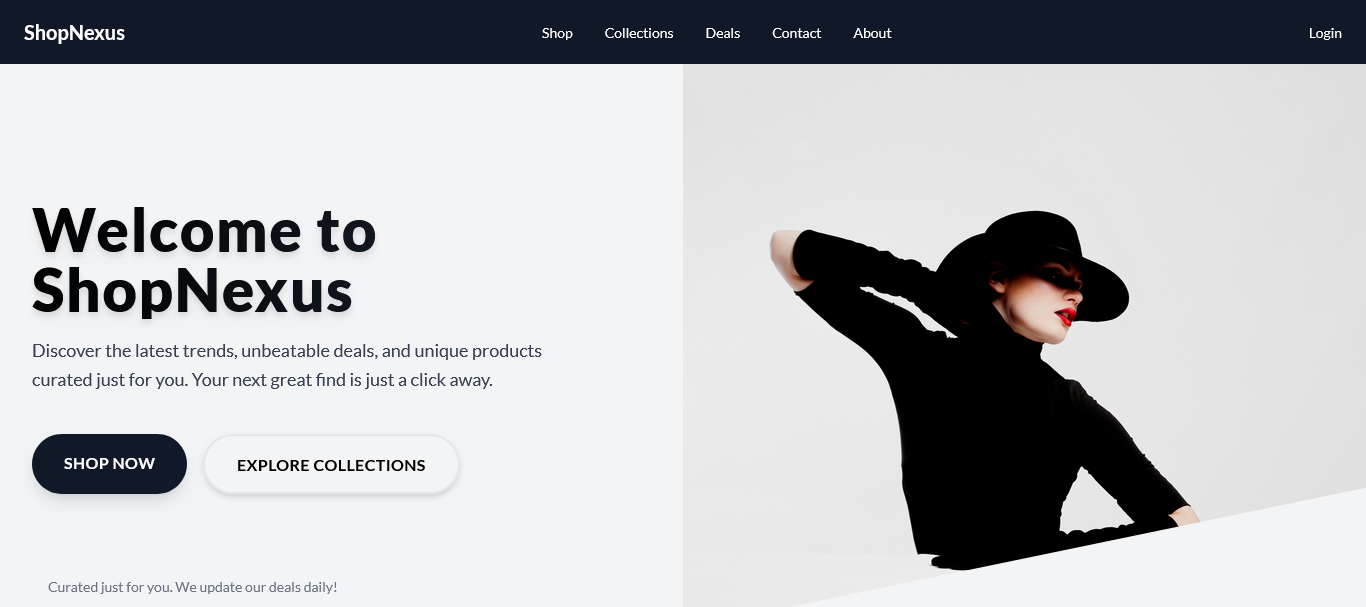 ShopNexus
Shop Collections Deals Contact About
Login
Welcome to
ShopNexus
Discover the latest trends, unbeatable deals, and unique products
curated just for you. Your next great find is just a click away.
SHOP NOW
EXPLORE COLLECTIONS
Curated just for you. We update our deals daily!